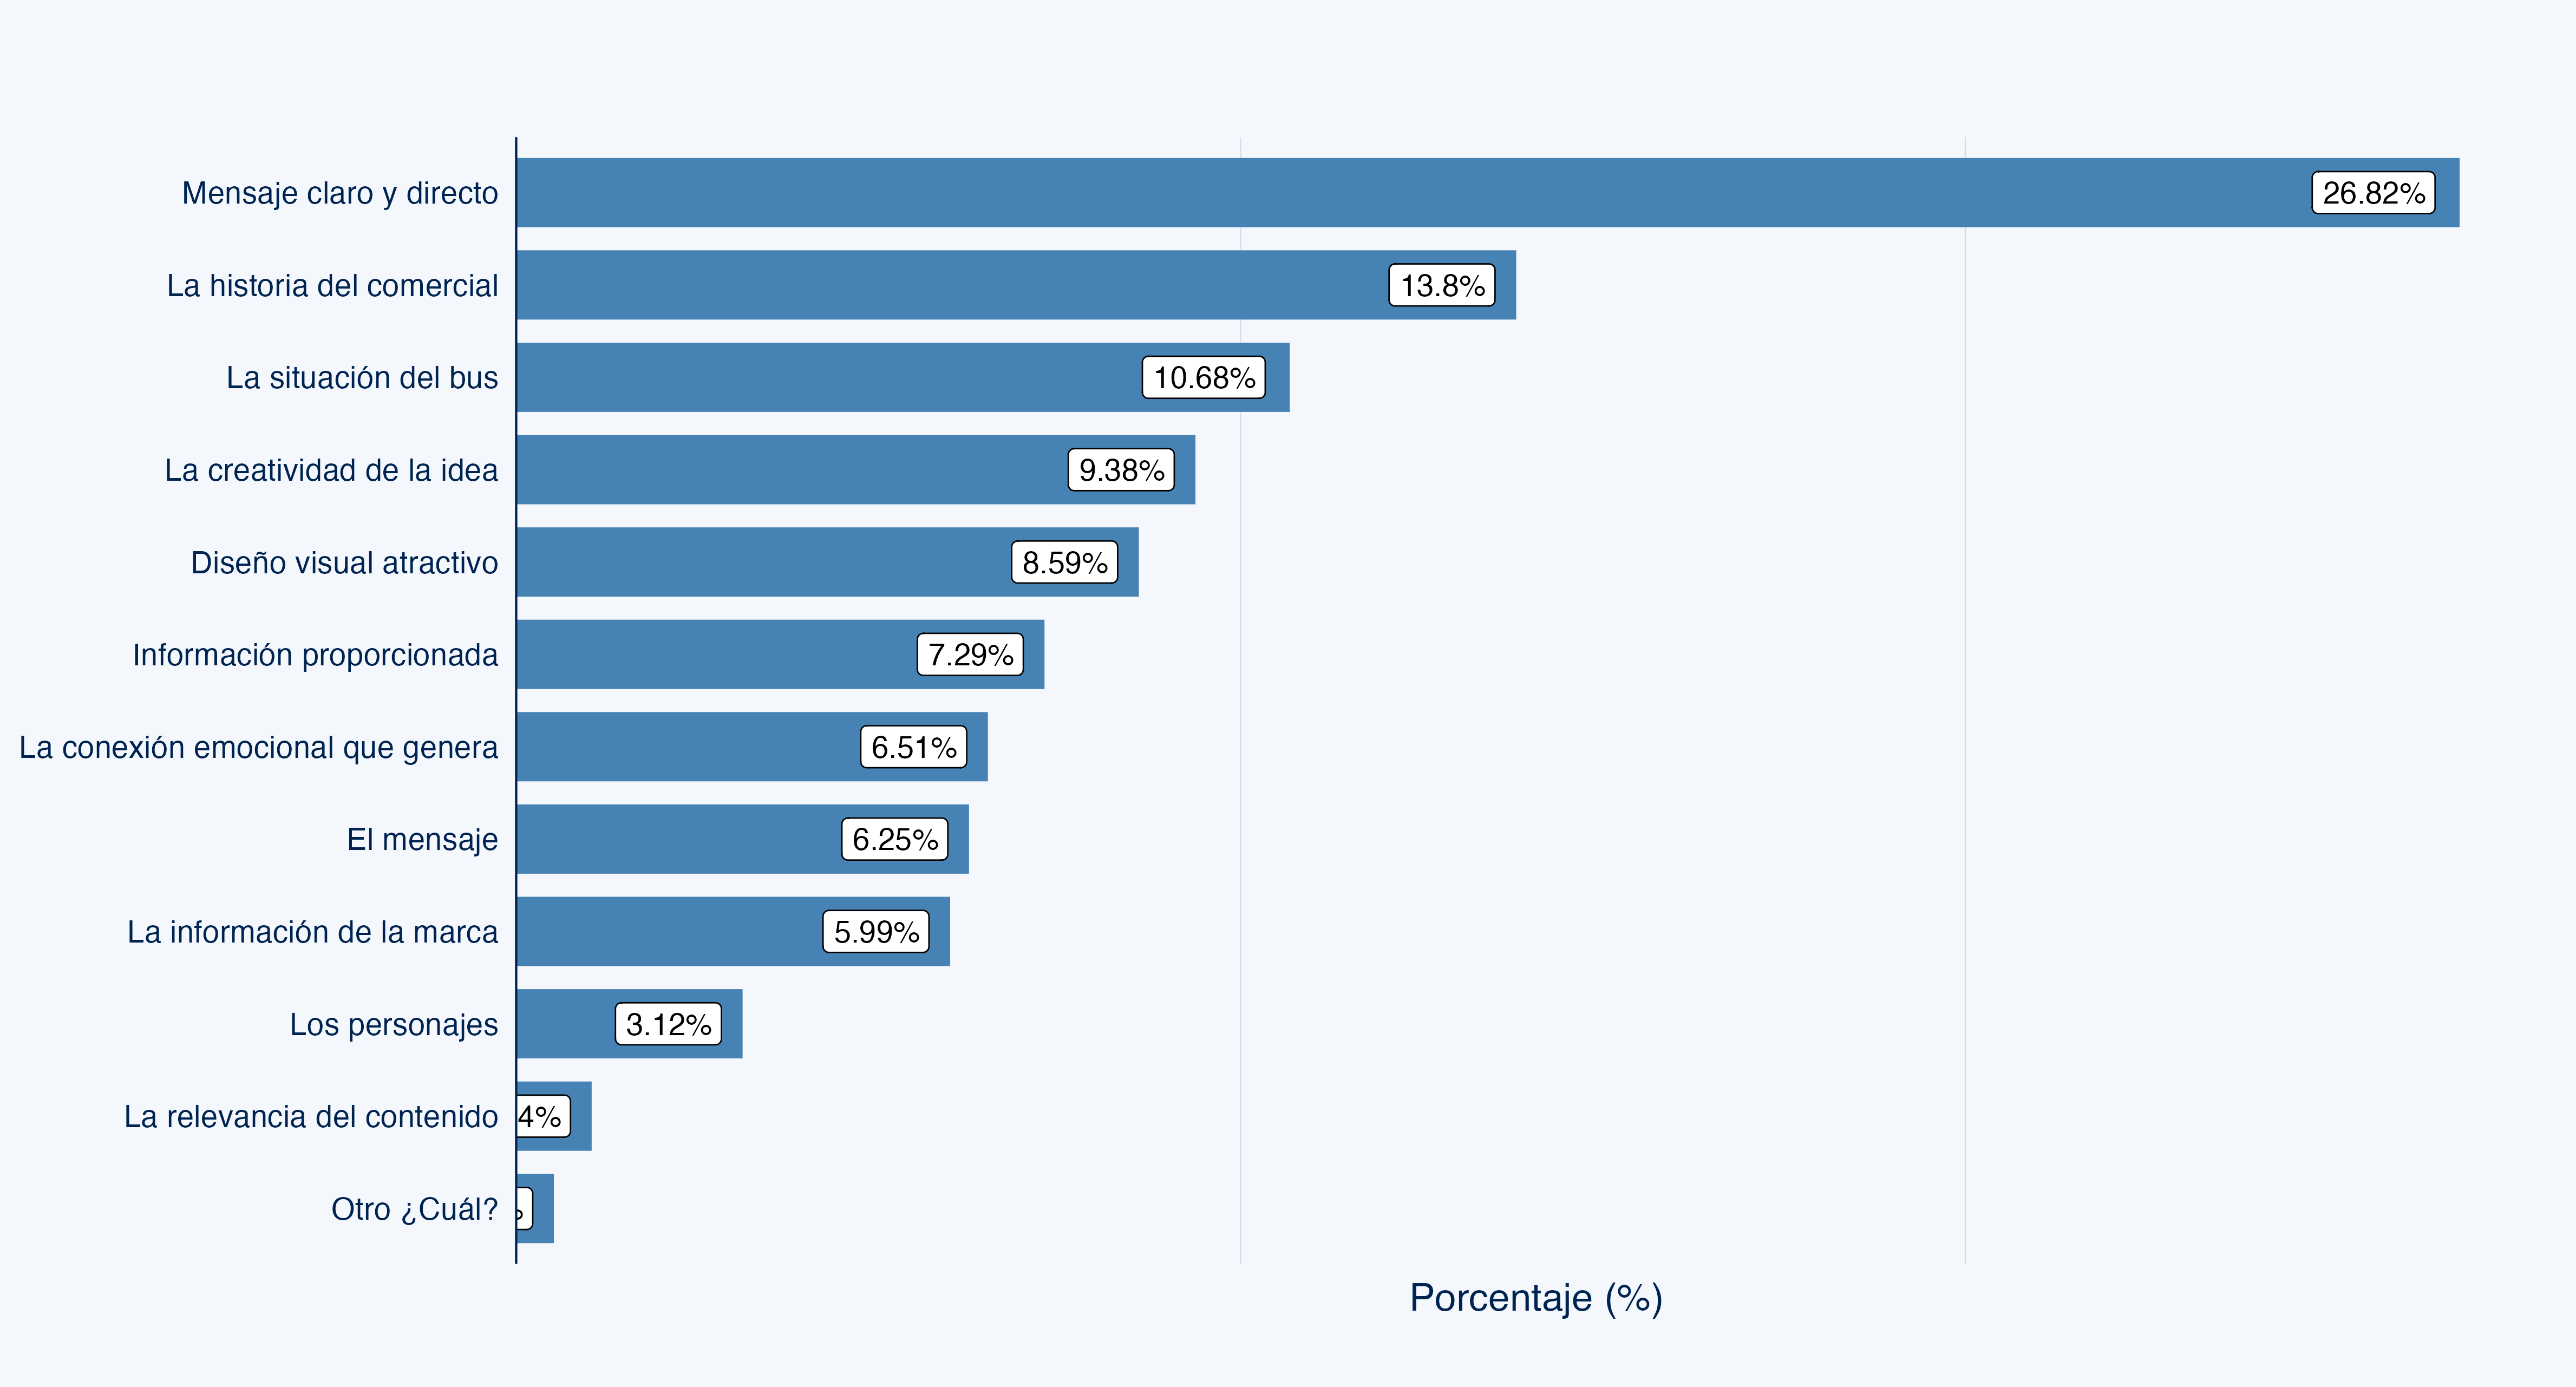 Mensaje claro y directo 26.82%
La historia del comercial 13.8%
La situación del bus 10.68%
La creatividad de la idea 9.38%
Diseño visual atractivo 8.59%
Información proporcionada 7.29%
La conexión emocional que genera 6.51%
El mensaje 6.25%
La información de la marca 5.99%
Los personajes 3.12%
La relevancia del contenido 4%
Otro ¿Cuál?
Porcentaje (%)